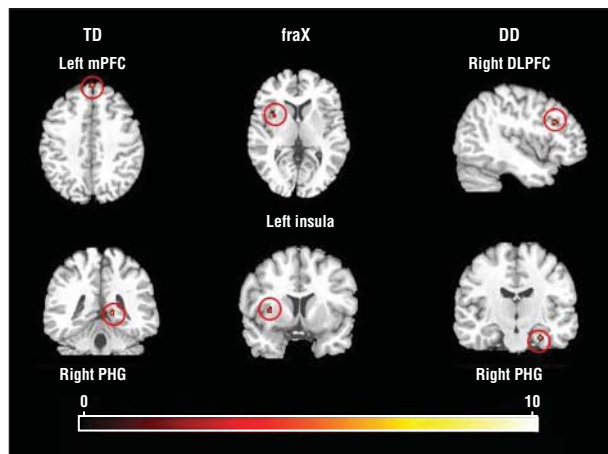 TD fraX DD
Left mPFC Right DLPFC
Left insula
Right PHG Right PHG
0 10